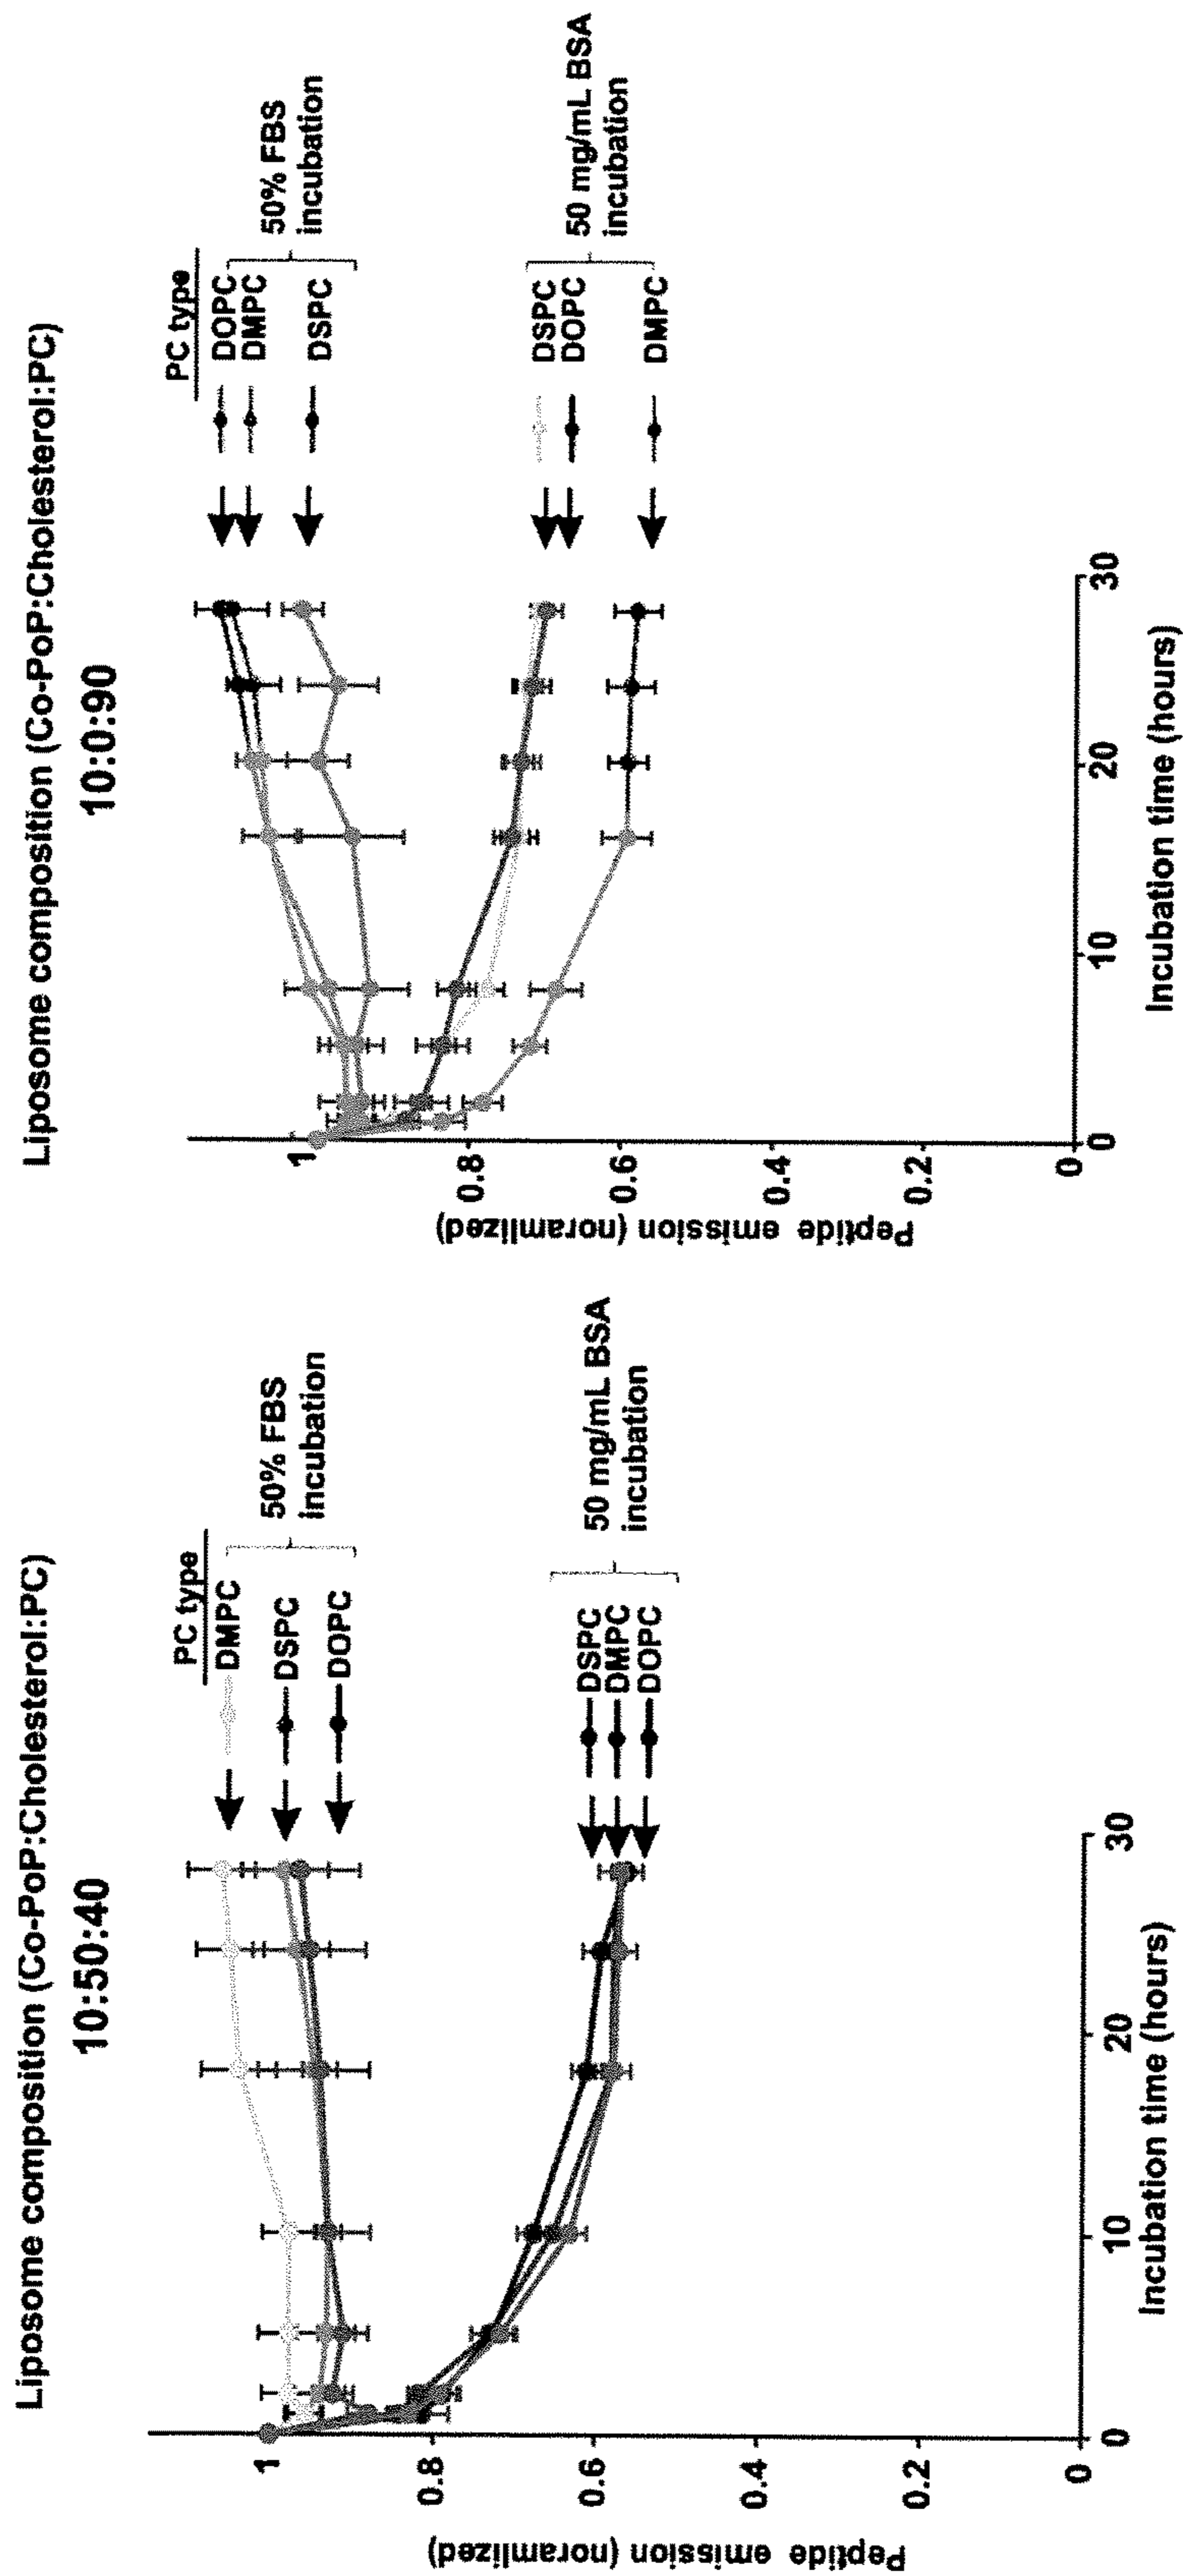 Liposome composition (Co-PoP:Cholesterol:PC)
10:50:40
Peptide emission (noramlized)
1
0.8
0.6
0.4
0.2
0
0
10
20
30
Incubation time (hours)
PC type
DMPC
DSPC
DOPC
50% FBS
incubation
DSPC
DMPC
DOPC
50 mg/mL BSA
incubation
Liposome composition (Co-PoP:Cholesterol:PC)
10:0:90
Peptide emission (noramlized)
1
0.8
0.6
0.4
0.2
0
0
10
20
30
Incubation time (hours)
PC type
DOPC
DMPC
DSPC
50% FBS
incubation
DSPC
DOPC
DMPC
50 mg/mL BSA
incubation